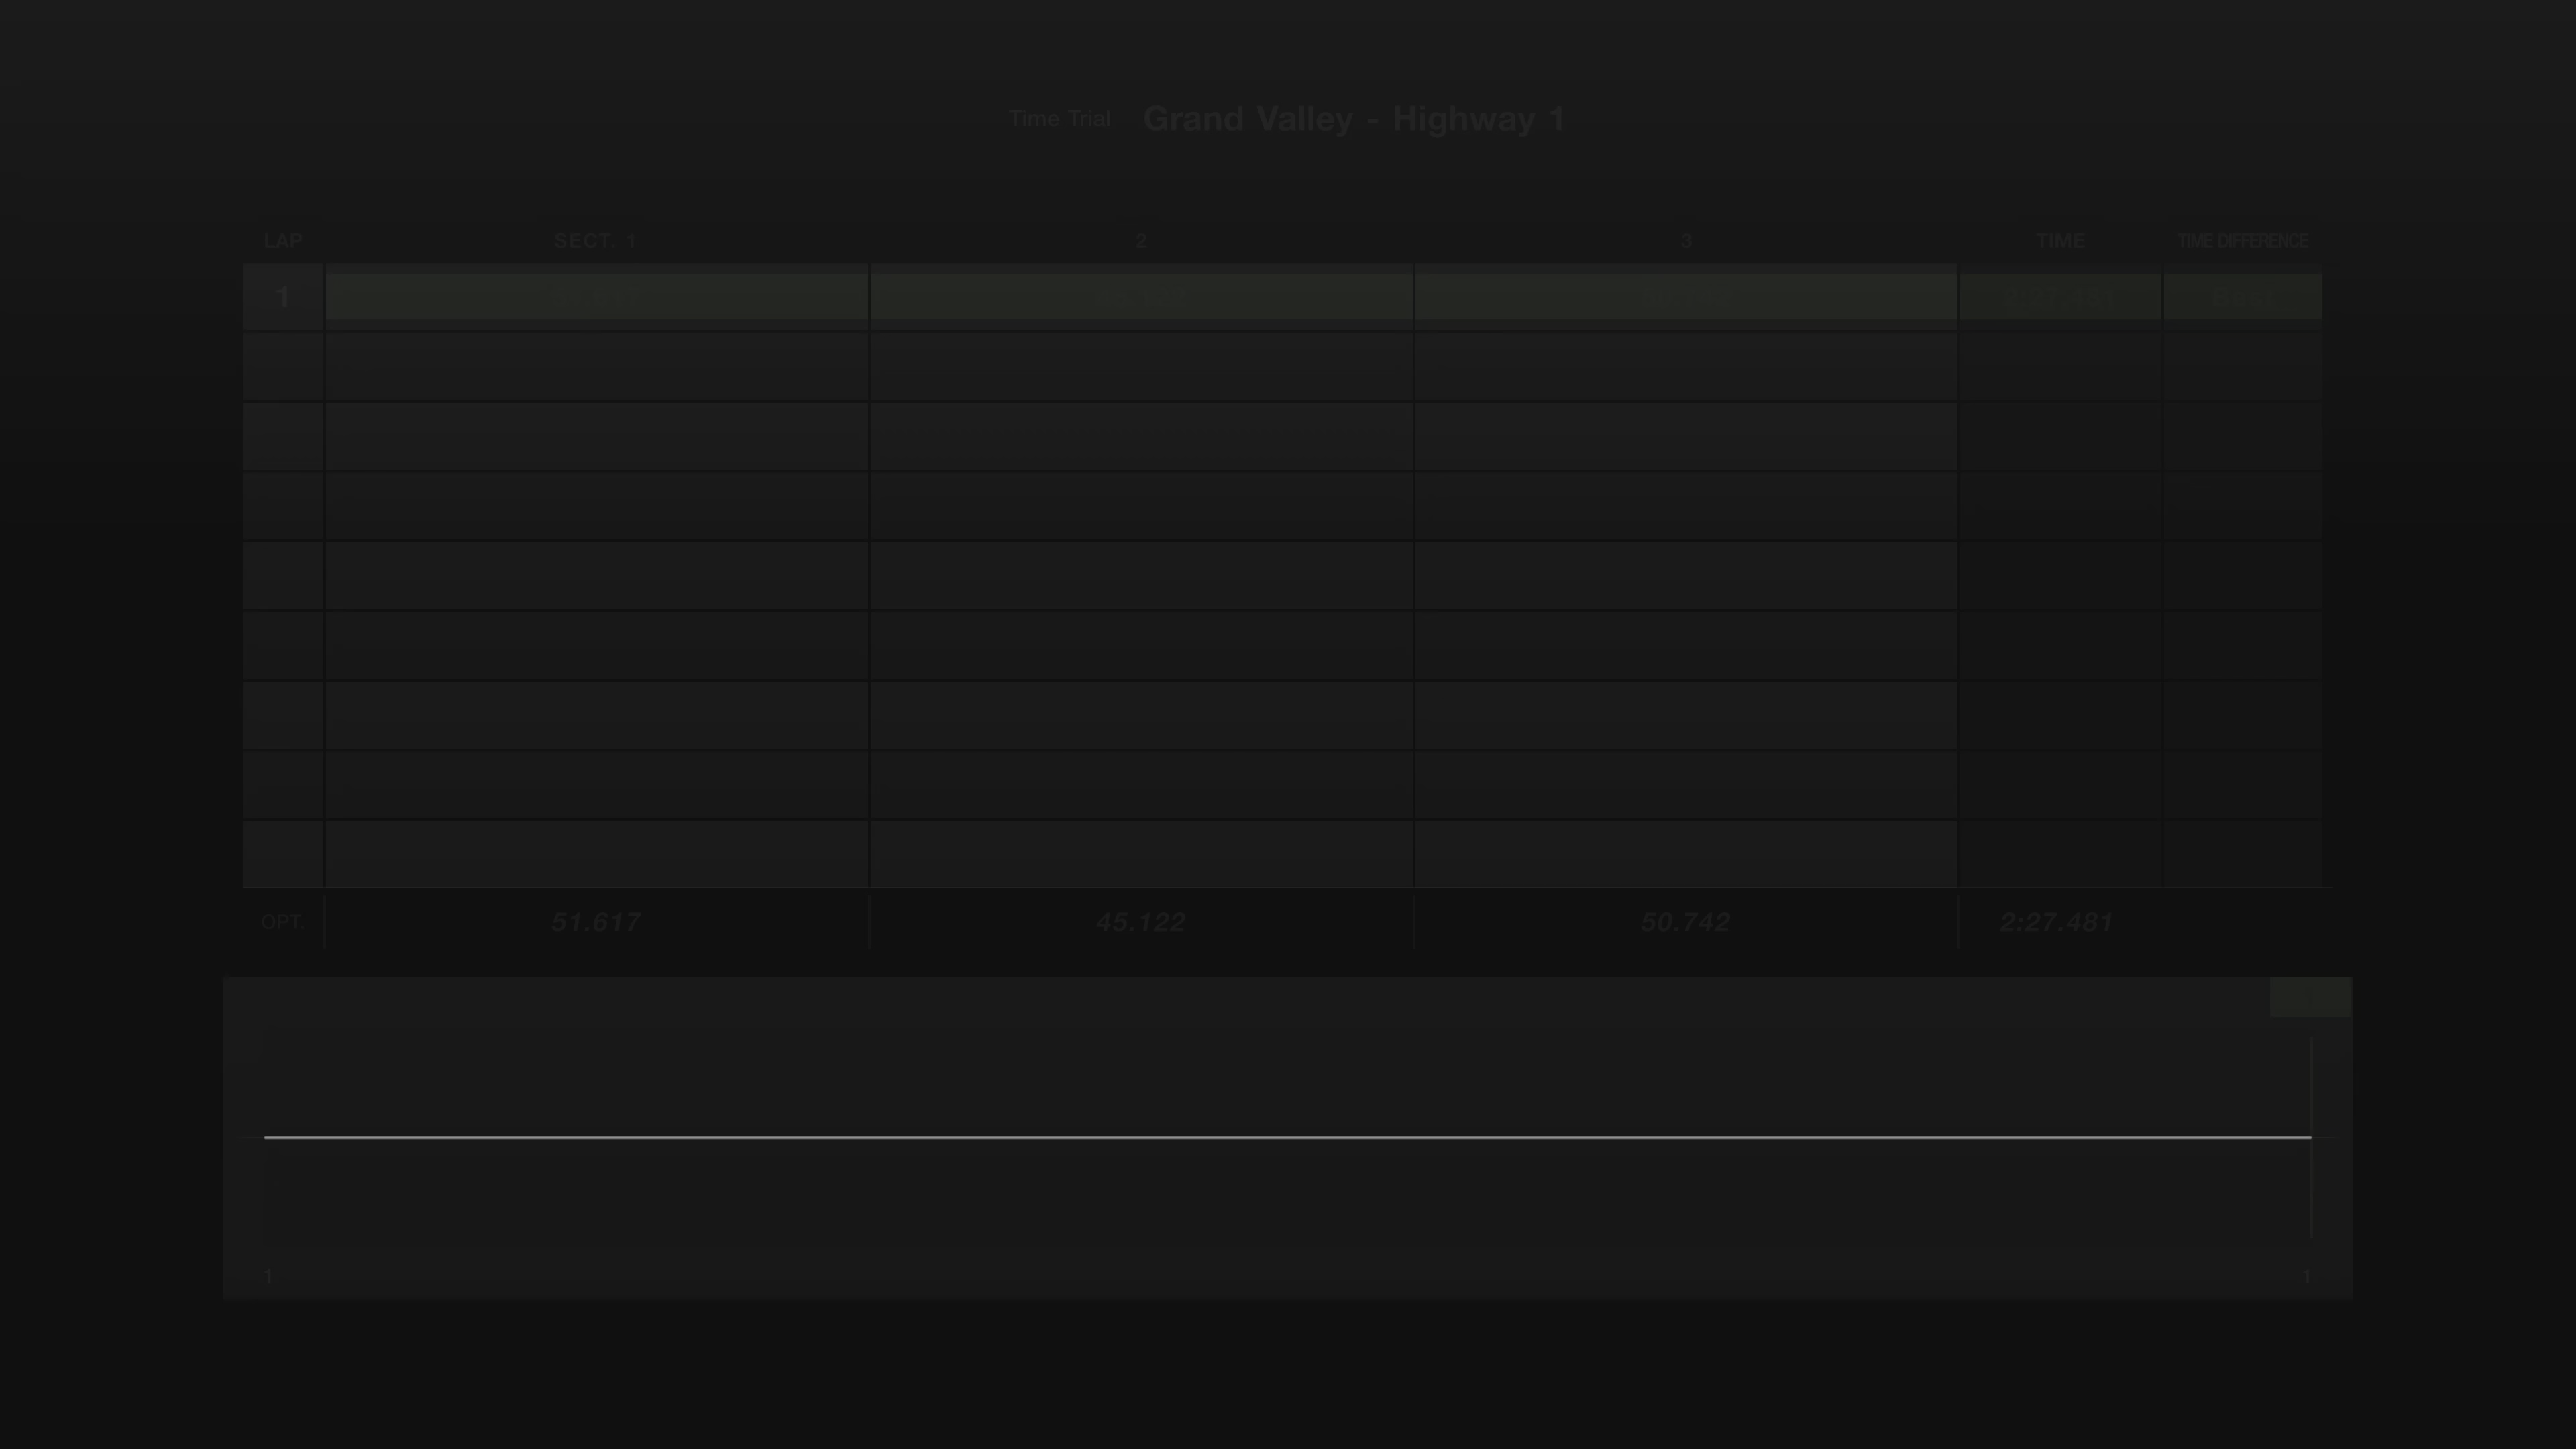 Time Trial Grand Valley - Highway 1
LAP SECT. 1 2 3 TIME TIME DIFFERENCE
1
OPT. 51.617 45.122 50.742 2:27.481
1 1